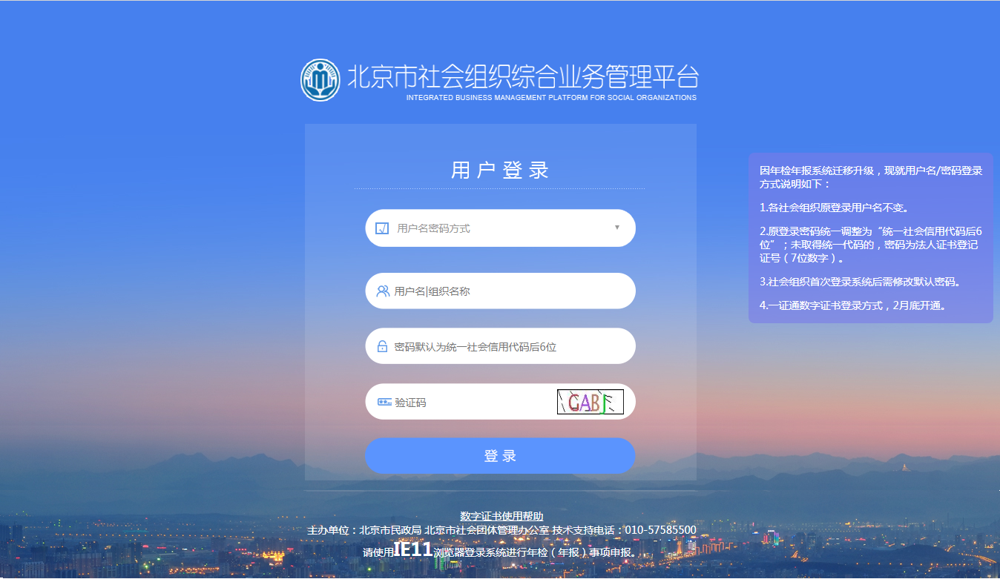 北京市社会组织综合业务管理平台
INTEGRATED BUSINESS MANAGEMENT PLATFORM FOR SOCIAL ORGANIZATIONS
用户登录
用户名密码方式
用户名|组织名称
密码默认为统一社会信用代码后6位
验证码
GABJ
登录
因年检年报系统迁移升级，现就用户名/密码登录
方式说明如下：
1.各社会组织原登录用户名不变。
2.原登录密码统一调整为“统一社会信用代码后6
位”；未取得统一代码的，密码为法人证书登记
证号（7位数字）。
3.社会组织首次登录系统后需修改默认密码。
4.一证通数字证书登录方式，2月底开通。
数字证书使用帮助
主办单位：北京市民政局 北京市社会团体管理办公室 技术支持电话：010-57585500
请使用IE11浏览器登录系统进行年检（年报）事项申报。